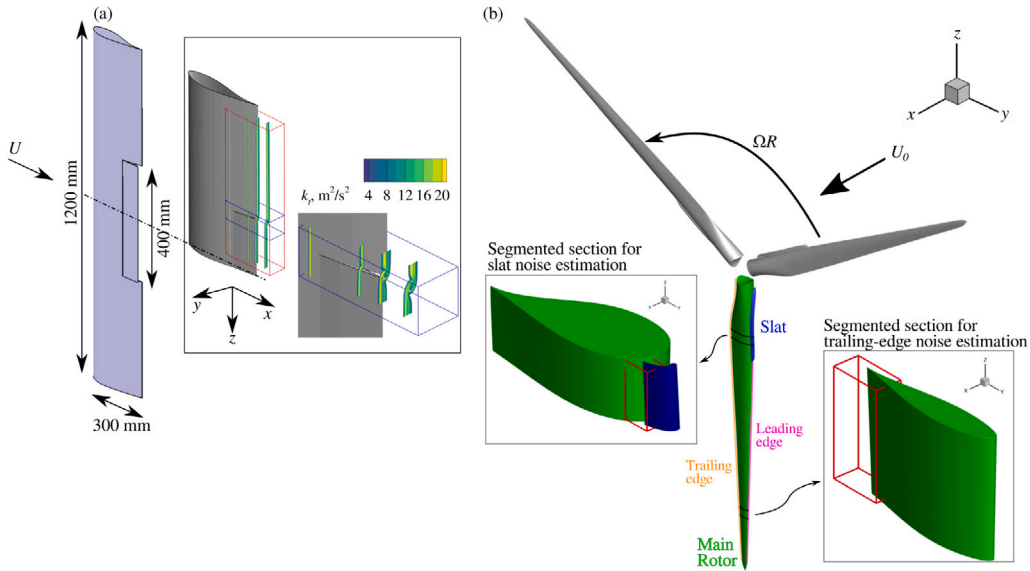 (a)
U
1200 mm
400 mm
300 mm
y
z
x
k_t, m²/s²
4 8 12 16 20
(b)
z
x
y
ΩR
U₀
Segmented section for
slat noise estimation
z
x
y
Slat
Segmented section for
trailing-edge noise estimation
z
x
y
Leading
edge
Trailing
edge
Main
Rotor